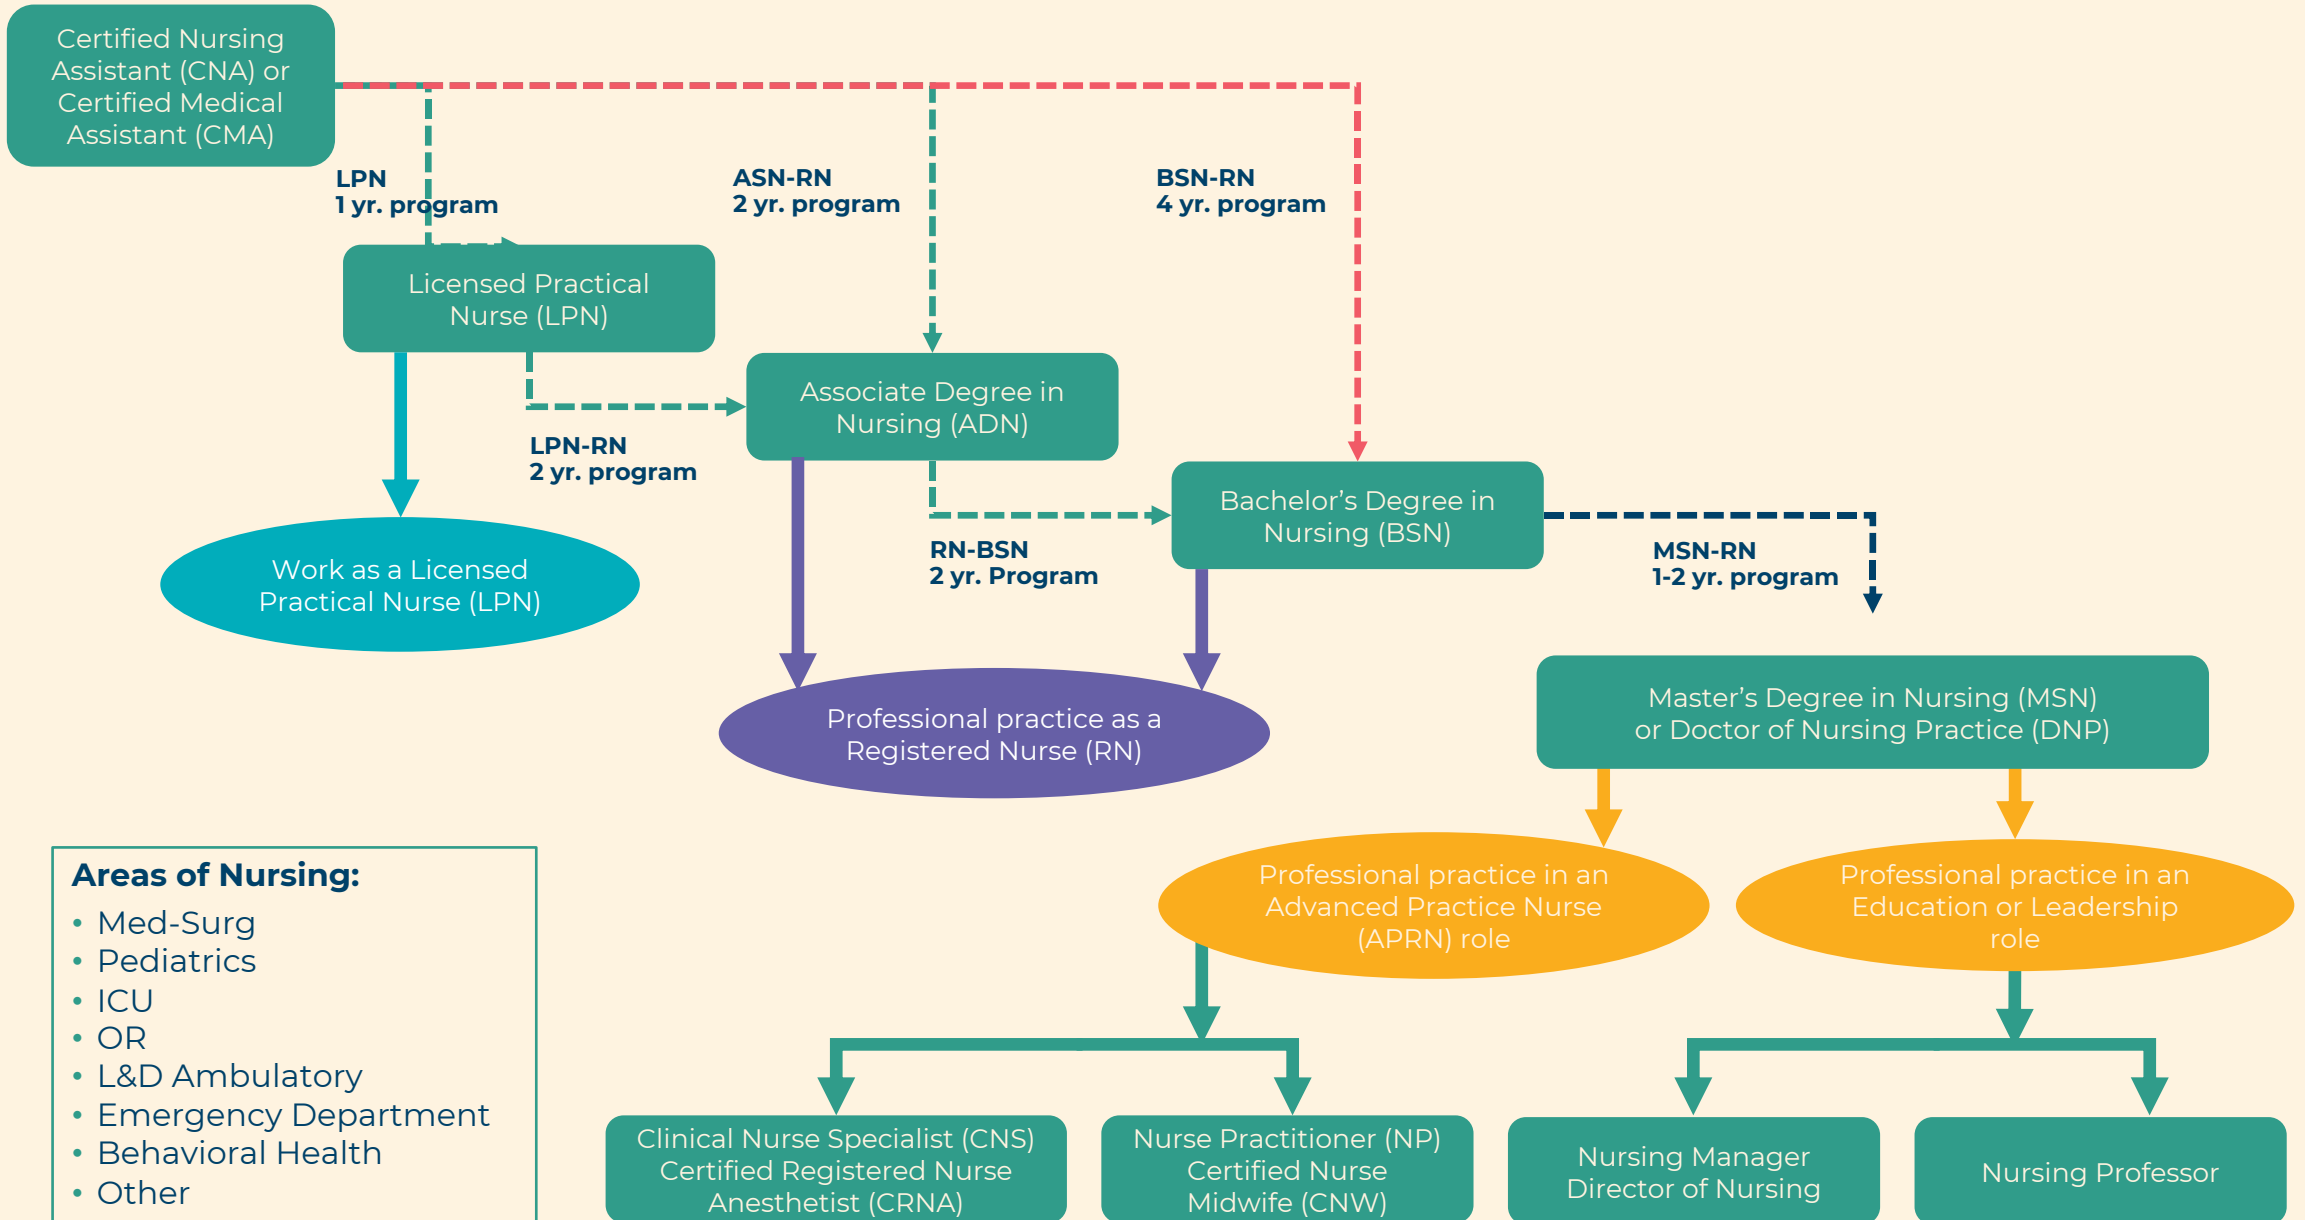 Certified Nursing
Assistant (CNA) or
Certified Medical
Assistant (CMA)
LPN
1 yr. program
ASN-RN
2 yr. program
BSN-RN
4 yr. program
Licensed Practical
Nurse (LPN)
Associate Degree in
Nursing (ADN)
LPN-RN
2 yr. program
Bachelor’s Degree in
Nursing (BSN)
RN-BSN
2 yr. Program
MSN-RN
1-2 yr. program
Work as a Licensed
Practical Nurse (LPN)
Professional practice as a
Registered Nurse (RN)
Master’s Degree in Nursing (MSN)
or Doctor of Nursing Practice (DNP)
Professional practice in an
Advanced Practice Nurse
(APRN) role
Professional practice in an
Education or Leadership
role
Areas of Nursing:
• Med-Surg
• Pediatrics
• ICU
• OR
• L&D Ambulatory
• Emergency Department
• Behavioral Health
• Other
Clinical Nurse Specialist (CNS)
Certified Registered Nurse
Anesthetist (CRNA)
Nurse Practitioner (NP)
Certified Nurse
Midwife (CNW)
Nursing Manager
Director of Nursing
Nursing Professor